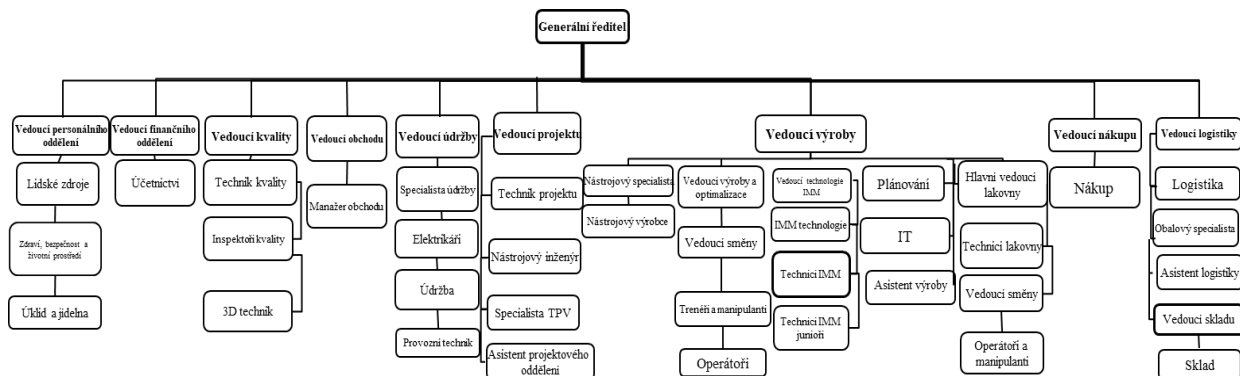 Generální ředitel
Vedoucí personálního
oddělení
Lidské zdroje
Zdraví, bezpečnost a
životní prostředí
Úklid a jídelna
Vedoucí finančního
oddělení
Účetnictví
Vedoucí kvality
Technik kvality
Inspektoři kvality
3D technik
Vedoucí obchodu
Manažer obchodu
Vedoucí údržby
Specialista údržby
Elektrikáři
Údržba
Provozní technik
Vedoucí projektu
Technik projektu
Nástrojový inženýr
Specialista TPV
Asistent projektového
oddělení
Vedoucí výroby
Nástrojový specialista
Nástrojový výrobce
Vedoucí výroby a
optimalizace
Vedoucí směny
Trenéři a manipulanti
Operátoři
Vedoucí technologie
IMM
IMM technologie
Technici IMM
Technici IMM
junioři
Plánování
IT
Asistent výroby
Hlavní vedoucí
lakovny
Technici lakovny
Vedoucí směny
Operátoři a
manipulanti
Vedoucí nákupu
Nákup
Vedoucí logistiky
Logistika
Obalový specialista
Asistent logistiky
Vedoucí skladu
Sklad